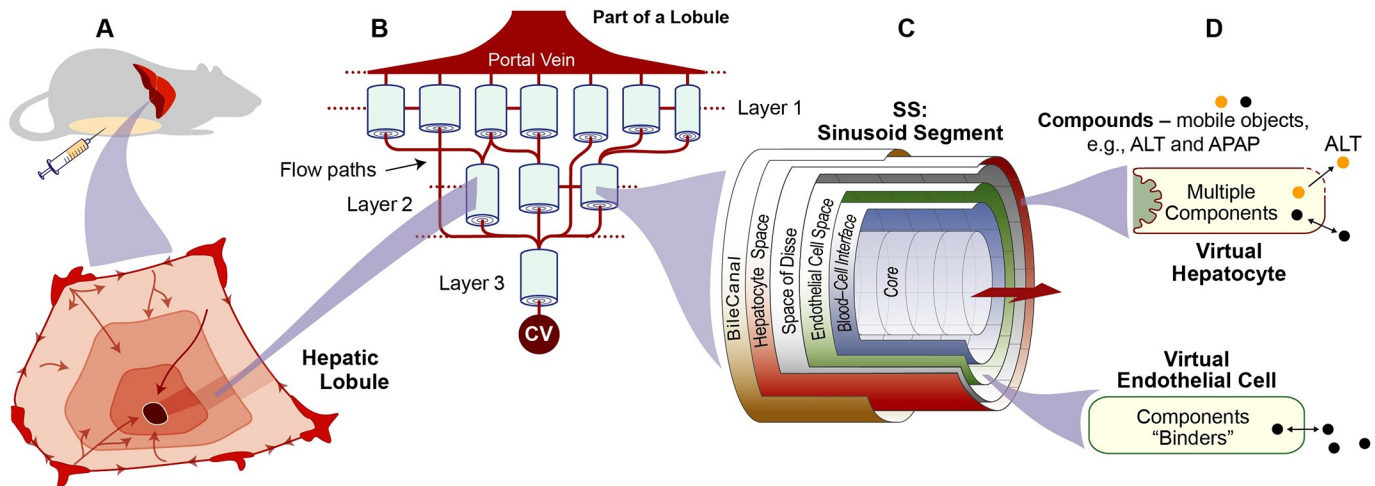 A
B
C
D
Part of a Lobule
Portal Vein
Layer 1
Flow paths
Layer 2
Layer 3
CV
Hepatic
Lobule
SS:
Sinusoid Segment
BileCanal
Hepatocyte Space
Space of Disse
Endothelial Cell Space
Blood–Cell Interface
Core
Compounds – mobile objects,
e.g., ALT and APAP
ALT
Multiple
Components
Virtual
Hepatocyte
Virtual
Endothelial Cell
Components
“Binders”